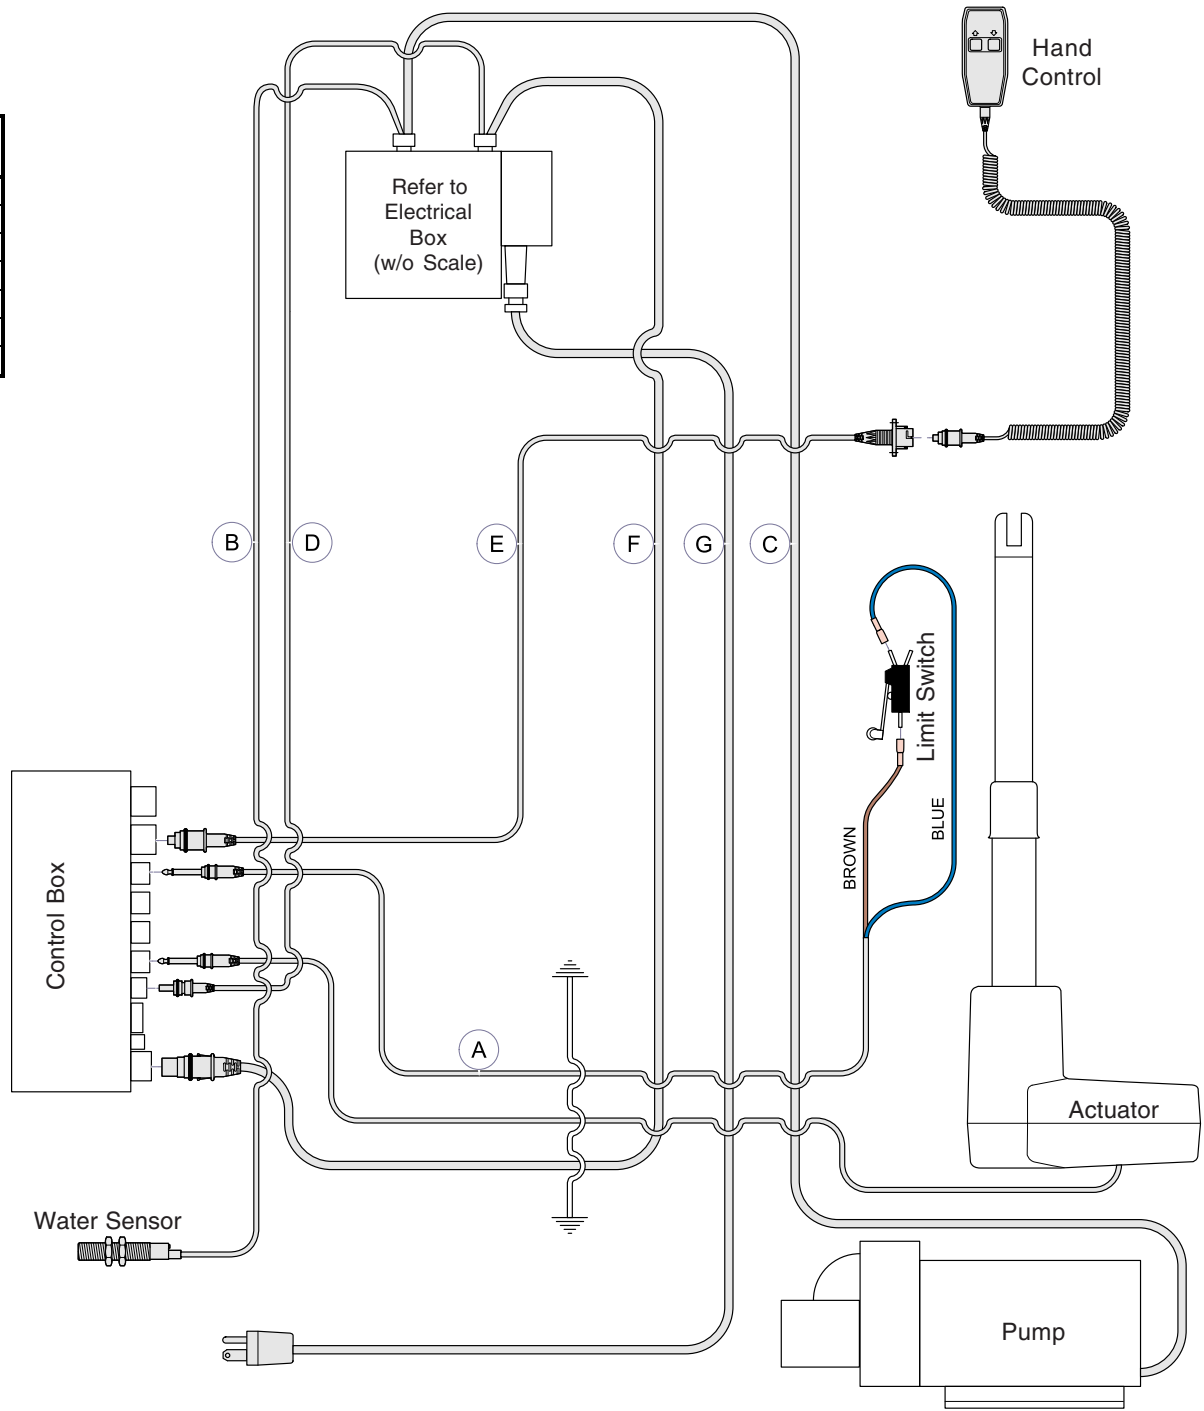 Hand
Control
Refer to
Electrical
Box
(w/o Scale)
B
D
E
F
G
C
Limit Switch
BROWN
BLUE
Control Box
A
Actuator
Water Sensor
Pump